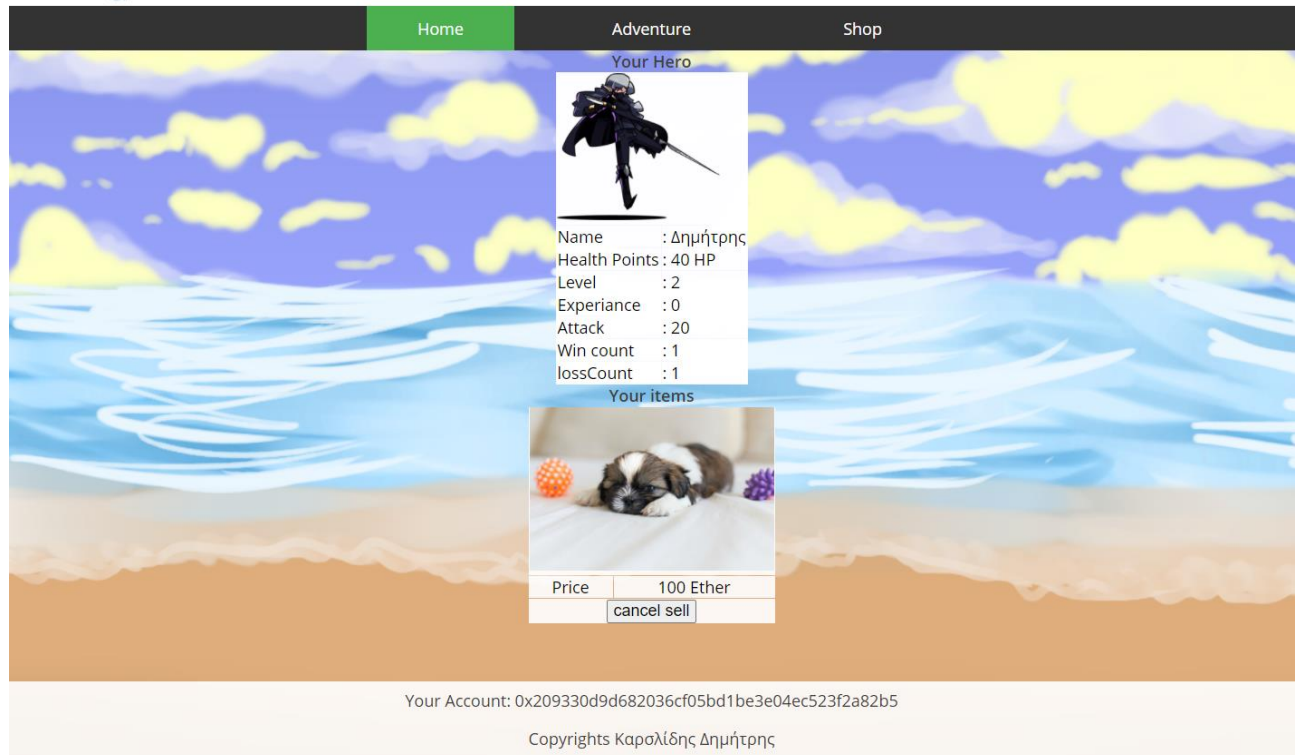 Home Adventure Shop
Your Hero
Name : Δημήτρης
Health Points : 40 HP
Level : 2
Experiance : 0
Attack : 20
Win count : 1
lossCount : 1
Your items
Price 100 Ether
cancel sell
Your Account: 0x209330d9d682036cf05bd1be3e04ec523f2a82b5
Copyrights Καρσλίδης Δημήτρης